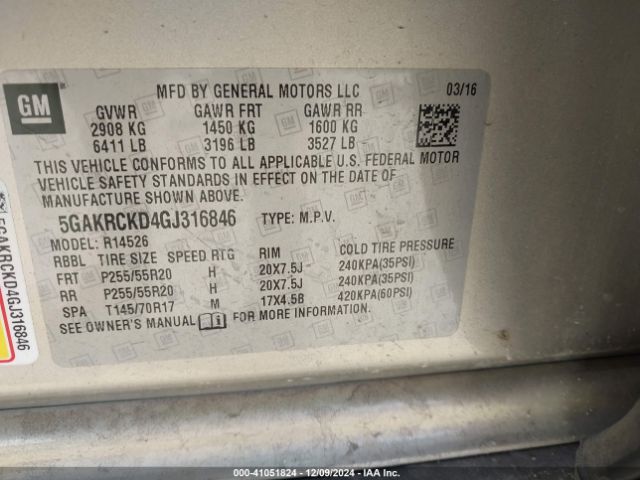 GM
MFD BY GENERAL MOTORS LLC 03/16
GVWR GAWR FRT GAWR RR
2908 KG 1450 KG 1600 KG
6411 LB 3196 LB 3527 LB
THIS VEHICLE CONFORMS TO ALL APPLICABLE U.S. FEDERAL MOTOR
VEHICLE SAFETY STANDARDS IN EFFECT ON THE DATE OF
MANUFACTURE SHOWN ABOVE.
5GAKRCKD4GJ316846 TYPE: M.P.V.
MODEL: R14526
RBBL TIRE SIZE SPEED RTG RIM COLD TIRE PRESSURE
FRT P255/55R20 H 20X7.5J 240KPA(35PSI)
RR P255/55R20 H 20X7.5J 240KPA(35PSI)
SPA T145/70R17 M 17X4.5B 420KPA(60PSI)
SEE OWNER'S MANUAL FOR MORE INFORMATION.
5GAKRCKD4GJ316846
000-41051824 | 12/09/2024 - IAA Inc.